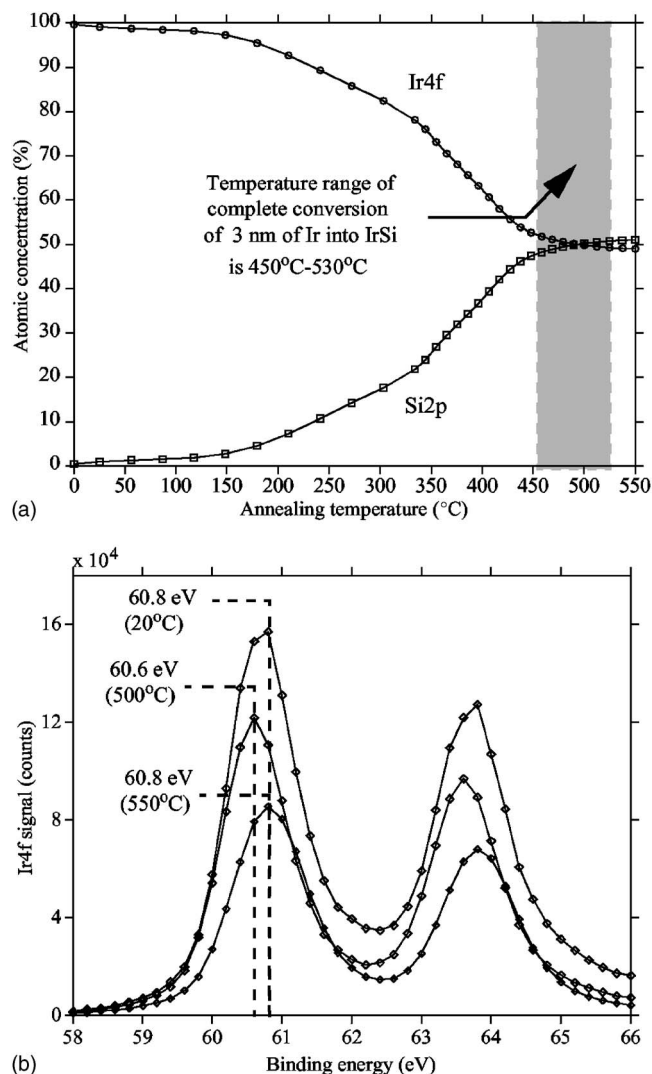 100
90
80
70
60
50
40
30
20
10
0
Atomic concentration (%)
Ir4f
Temperature range of
complete conversion
of 3 nm of Ir into IrSi
is 450°C-530°C
Si2p
0 50 100 150 200 250 300 350 400 450 500 550
(a)
Annealing temperature (°C)
x 10⁴
16
12
8
4
0
Ir4f signal (counts)
60.8 eV
(20°C)
60.6 eV
(500°C)
60.8 eV
(550°C)
58 59 60 61 62 63 64 65 66
(b)
Binding energy (eV)